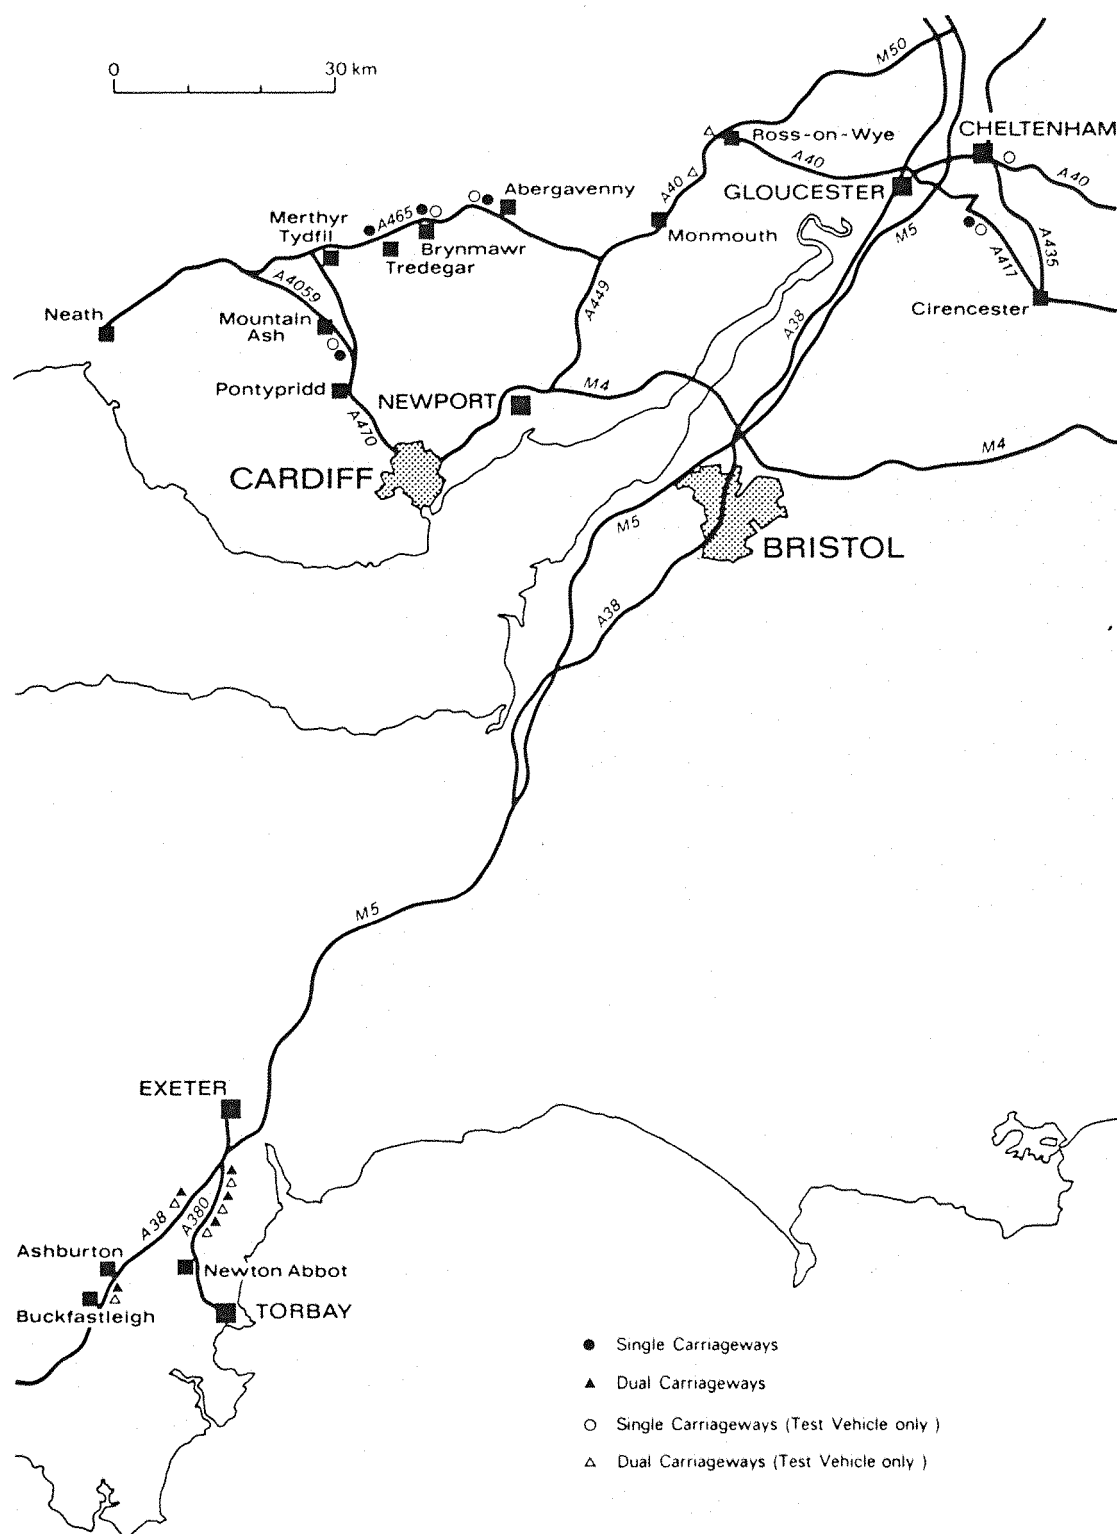 0 30 km
M50
Ross-on-Wye
CHELTENHAM
A40
A40
GLOUCESTER
A40
Abergavenny
Merthyr
Tydfil
A465
Brynmawr
Tredegar
Monmouth
M5
A417
A435
A4059
A449
Cirencester
Neath
Mountain
Ash
A38
Pontypridd
NEWPORT
M4
A470
M4
CARDIFF
M5
BRISTOL
A38
M5
EXETER
A38
A380
Ashburton
Newton Abbot
Buckfastleigh
TORBAY
Single Carriageways
Dual Carriageways
Single Carriageways (Test Vehicle only )
Dual Carriageways (Test Vehicle only )